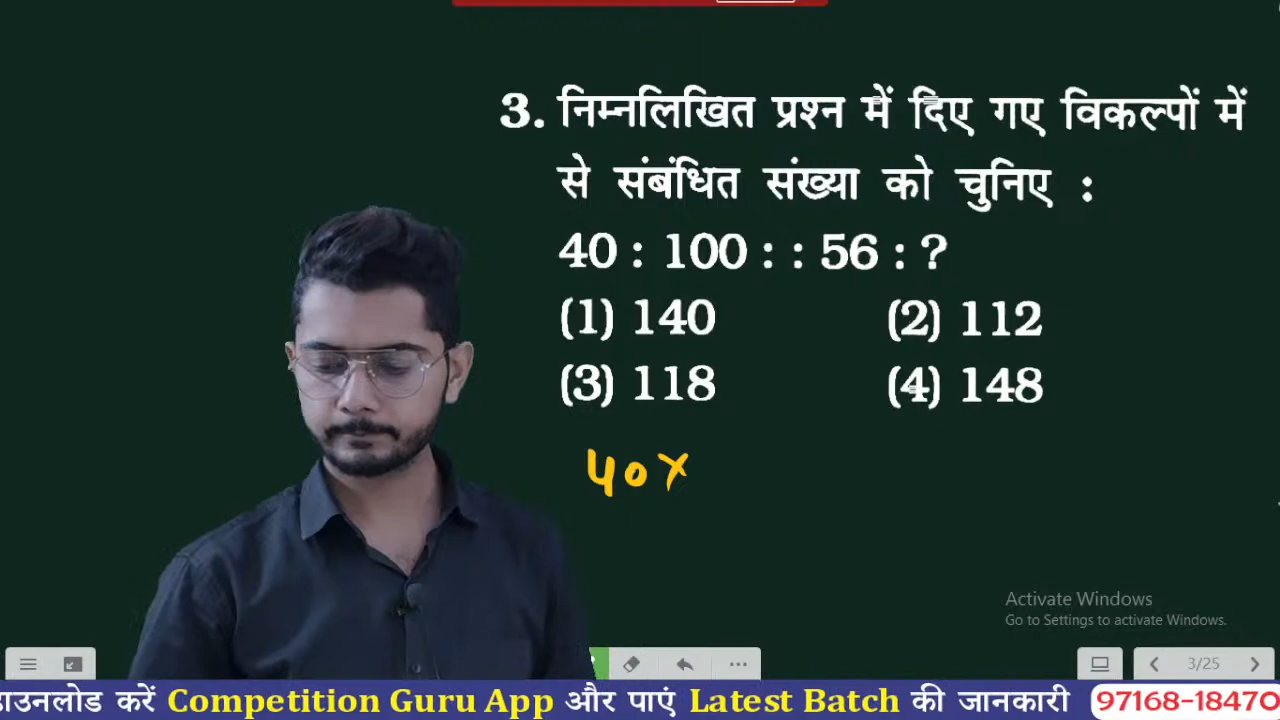 3. निम्नलिखित प्रश्न में दिए गए विकल्पों में
से संबंधित संख्या को चुनिए :
40 : 100 : : 56 : ?
(1) 140 (2) 112
(3) 118 (4) 148
40 ×
Activate Windows
Go to Settings to activate Windows.
3/25
डाउनलोड करें Competition Guru App और पाएं Latest Batch की जानकारी 97168-18470